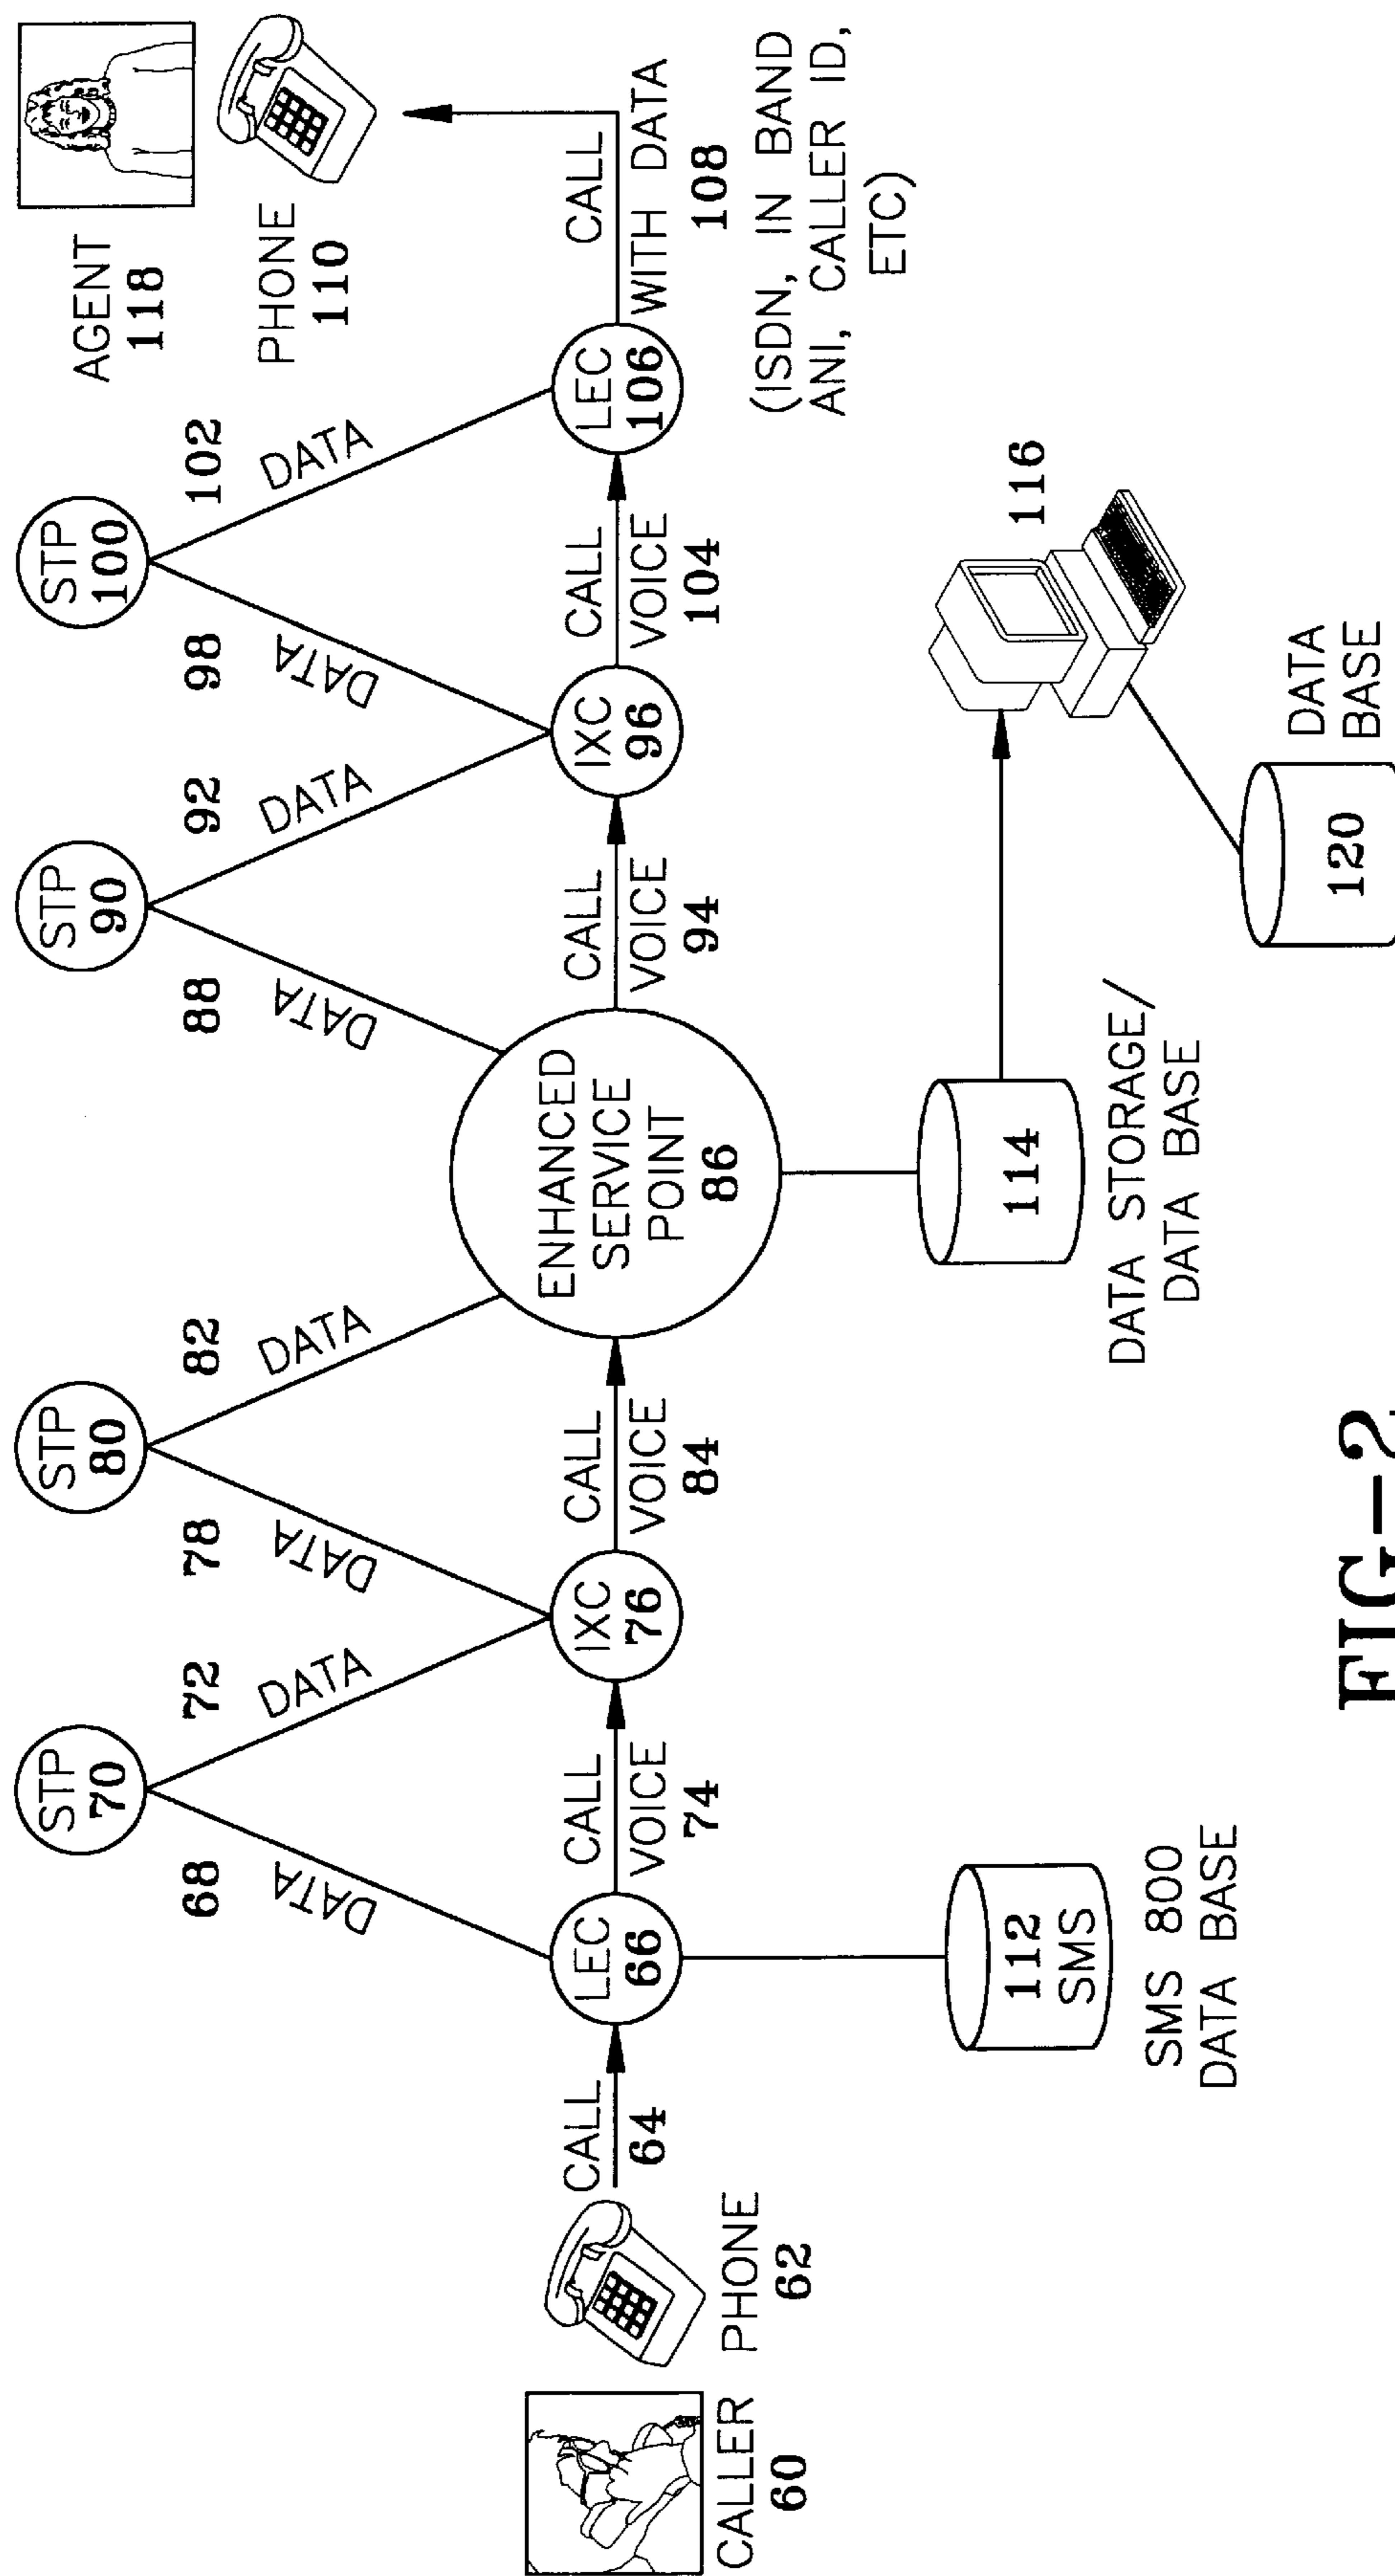 STP
70
STP
80
STP
90
STP
100
AGENT
118
68
72
78
82
88
92
98
102
DATA
DATA
DATA
DATA
DATA
DATA
DATA
DATA
PHONE
110
CALLER
60
PHONE
62
CALL
64
LEC
66
CALL
VOICE
74
IXC
76
CALL
VOICE
84
ENHANCED
SERVICE
POINT
86
CALL
VOICE
94
IXC
96
CALL
VOICE
104
LEC
106
CALL
WITH DATA
108
(ISDN, IN BAND
ANI, CALLER ID,
ETC)
112
SMS
SMS 800
DATA BASE
114
DATA STORAGE/
DATA BASE
116
120
DATA
BASE
FIG-2